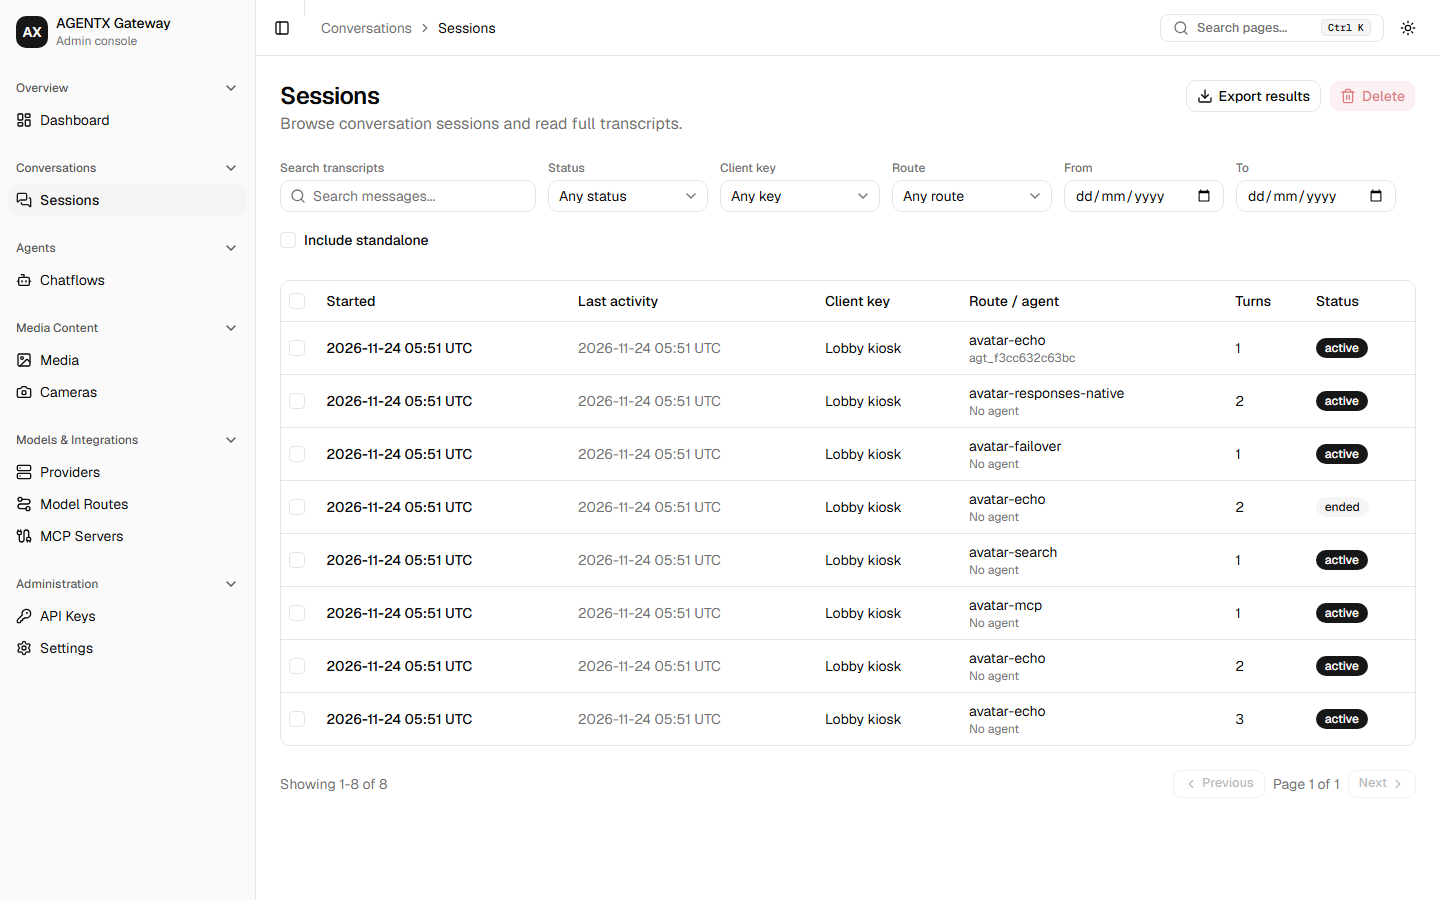 AX
AGENTX Gateway
Admin console
Overview
Dashboard
Conversations
Sessions
Agents
Chatflows
Media Content
Media
Cameras
Models & Integrations
Providers
Model Routes
MCP Servers
Administration
API Keys
Settings
Conversations > Sessions
Search pages... Ctrl K
Sessions
Export results
Delete
Browse conversation sessions and read full transcripts.
Search transcripts Status Client key Route From To
Search messages... Any status Any key Any route dd/mm/yyyy dd/mm/yyyy
Include standalone
Started Last activity Client key Route / agent Turns Status
2026-11-24 05:51 UTC 2026-11-24 05:51 UTC Lobby kiosk avatar-echo 1 active
agt_f3cc632c63bc
2026-11-24 05:51 UTC 2026-11-24 05:51 UTC Lobby kiosk avatar-responses-native 2 active
No agent
2026-11-24 05:51 UTC 2026-11-24 05:51 UTC Lobby kiosk avatar-failover 1 active
No agent
2026-11-24 05:51 UTC 2026-11-24 05:51 UTC Lobby kiosk avatar-echo 2 ended
No agent
2026-11-24 05:51 UTC 2026-11-24 05:51 UTC Lobby kiosk avatar-search 1 active
No agent
2026-11-24 05:51 UTC 2026-11-24 05:51 UTC Lobby kiosk avatar-mcp 1 active
No agent
2026-11-24 05:51 UTC 2026-11-24 05:51 UTC Lobby kiosk avatar-echo 2 active
No agent
2026-11-24 05:51 UTC 2026-11-24 05:51 UTC Lobby kiosk avatar-echo 3 active
No agent
Showing 1-8 of 8
Previous Page 1 of 1 Next